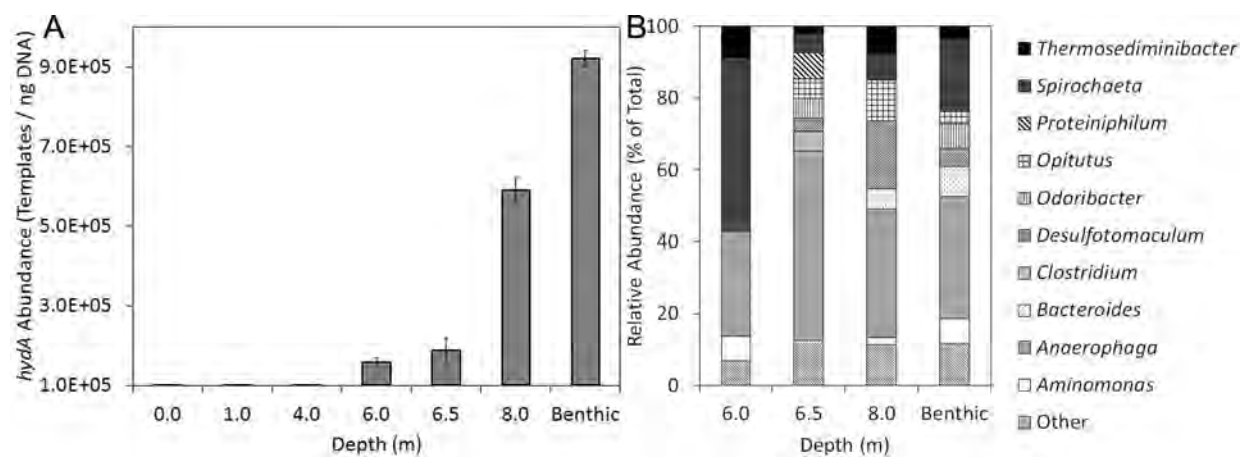 A
hydA Abundance (Templates / ng DNA)
9.0E+05
7.0E+05
5.0E+05
3.0E+05
1.0E+05
0.0 1.0 4.0 6.0 6.5 8.0 Benthic
Depth (m)
B
Relative Abundance (% of Total)
100
80
60
40
20
0
6.0 6.5 8.0 Benthic
Depth (m)
Thermosediminibacter
Spirochaeta
Proteiniphilum
Opitutus
Odoribacter
Desulfotomaculum
Clostridium
Bacteroides
Anaerophaga
Aminomonas
Other